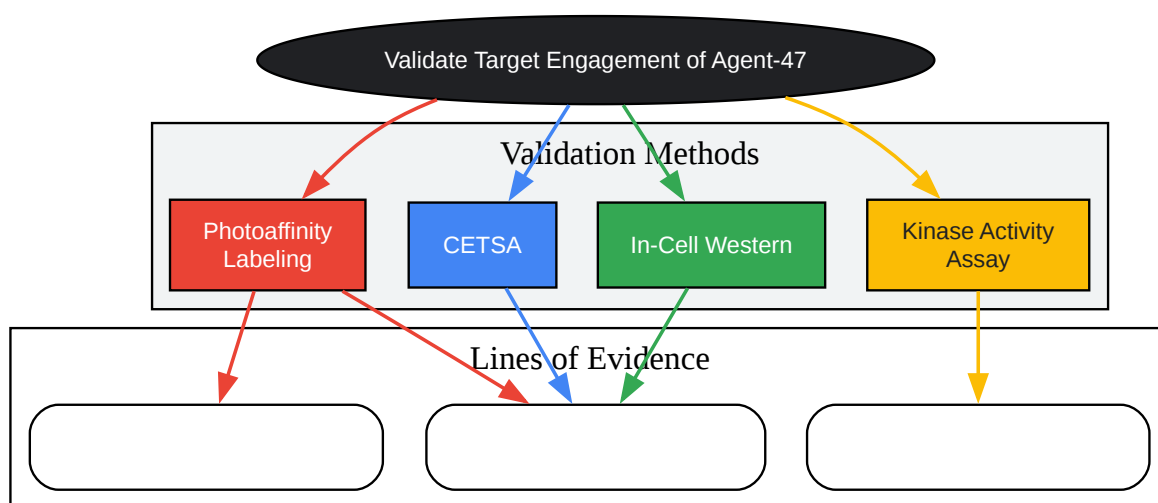 Validate Target Engagement of Agent-47
Validation Methods
Photoaffinity
Labeling
CETSA
In-Cell Western
Kinase Activity
Assay
Lines of Evidence